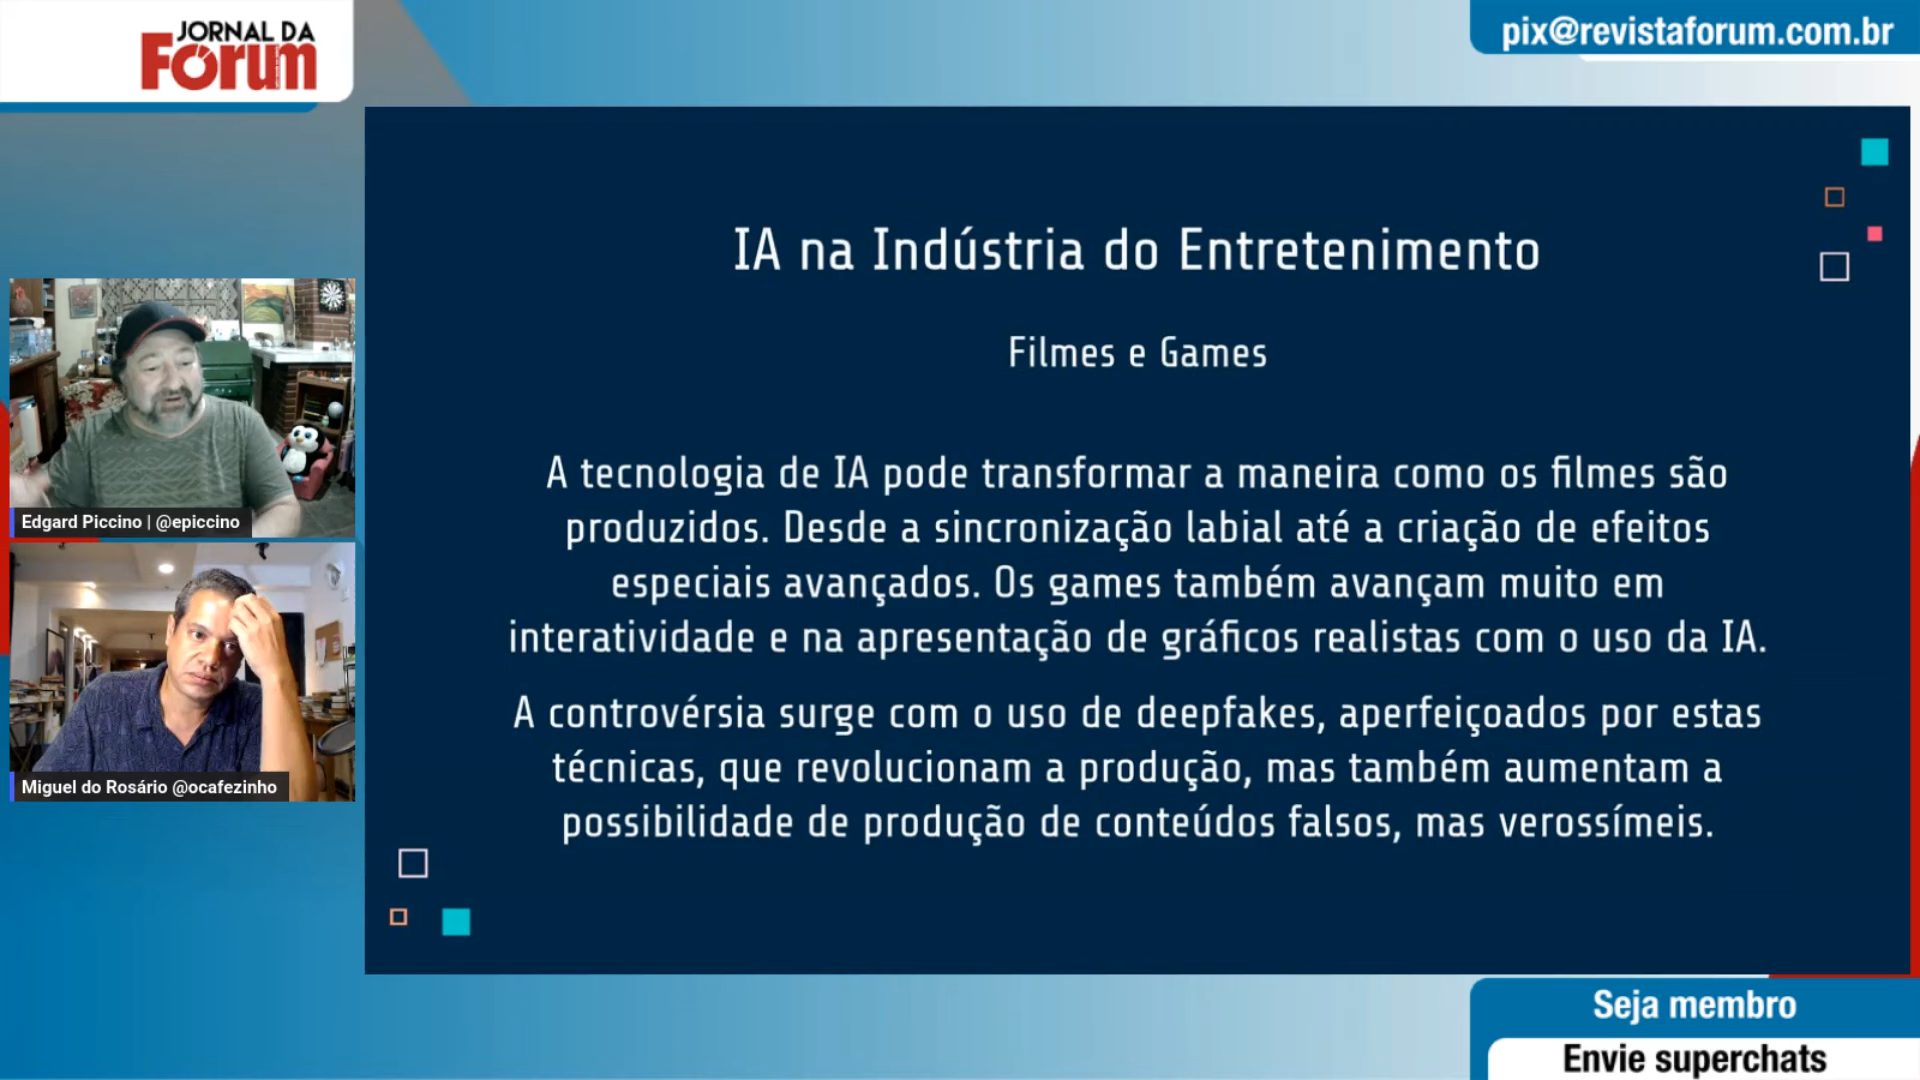 JORNAL DA
Fórum
pix@revistaforum.com.br
IA na Indústria do Entretenimento
Filmes e Games
A tecnologia de IA pode transformar a maneira como os filmes são
produzidos. Desde a sincronização labial até a criação de efeitos
especiais avançados. Os games também avançam muito em
interatividade e na apresentação de gráficos realistas com o uso da IA.
A controvérsia surge com o uso de deepfakes, aperfeiçoados por estas
técnicas, que revolucionam a produção, mas também aumentam a
possibilidade de produção de conteúdos falsos, mas verossímeis.
Edgard Piccino | @epiccino
Miguel do Rosário @ocafezinho
Seja membro
Envie superchats